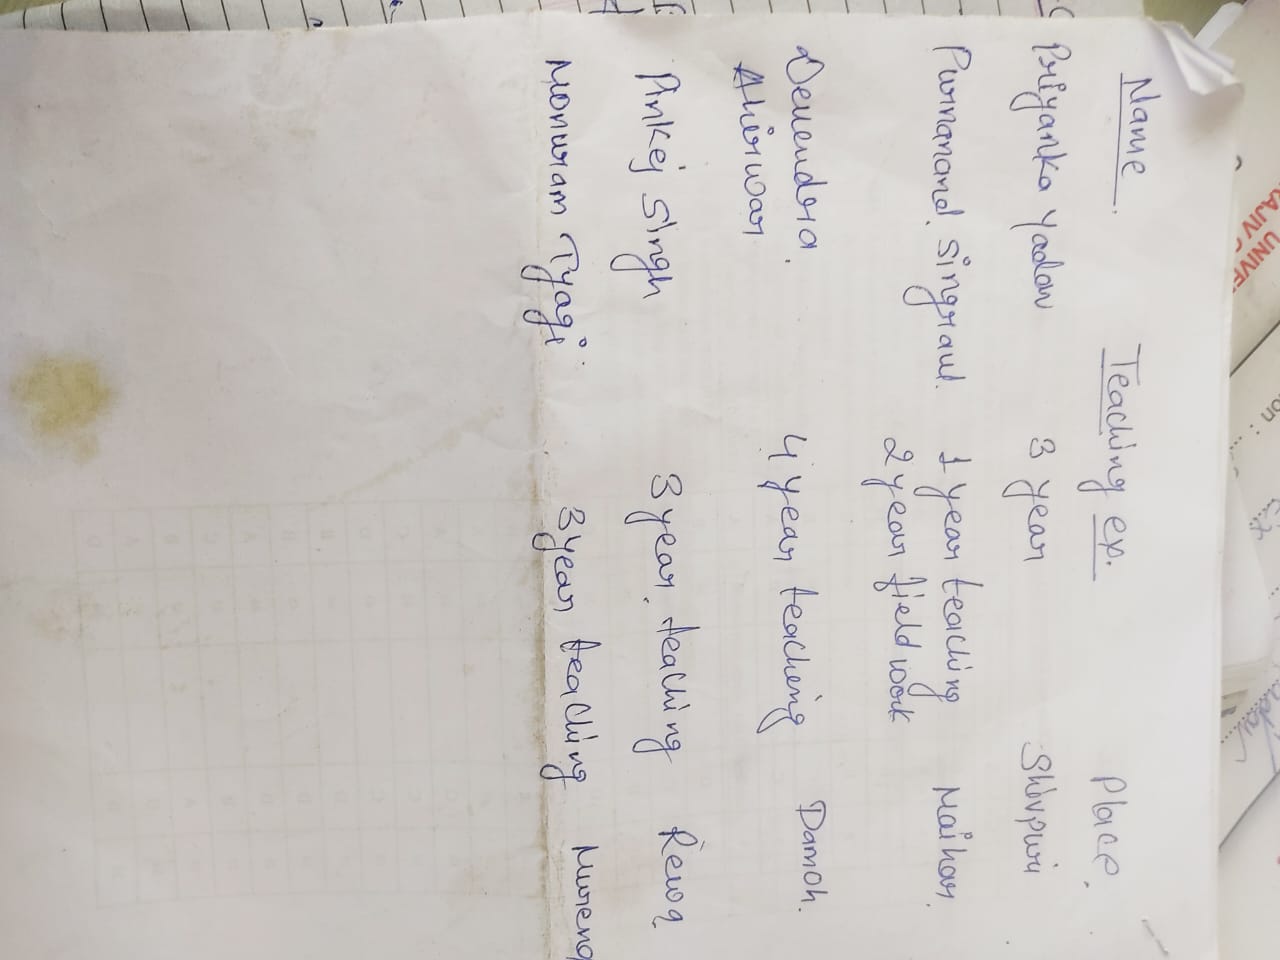 UNIVE
RAJIV
on :
Name Teaching ex. Place.
Priyanka Yadav 3 year Shivpuri
Purnanand. Singraul. 1 year teaching Maihar.
2 year field work
Devendra. 4 year teaching Damoh.
Ahirwar
Pinkej Singh 3 year. teaching Rewa
Monuram Tyagi 3 year teaching Murena